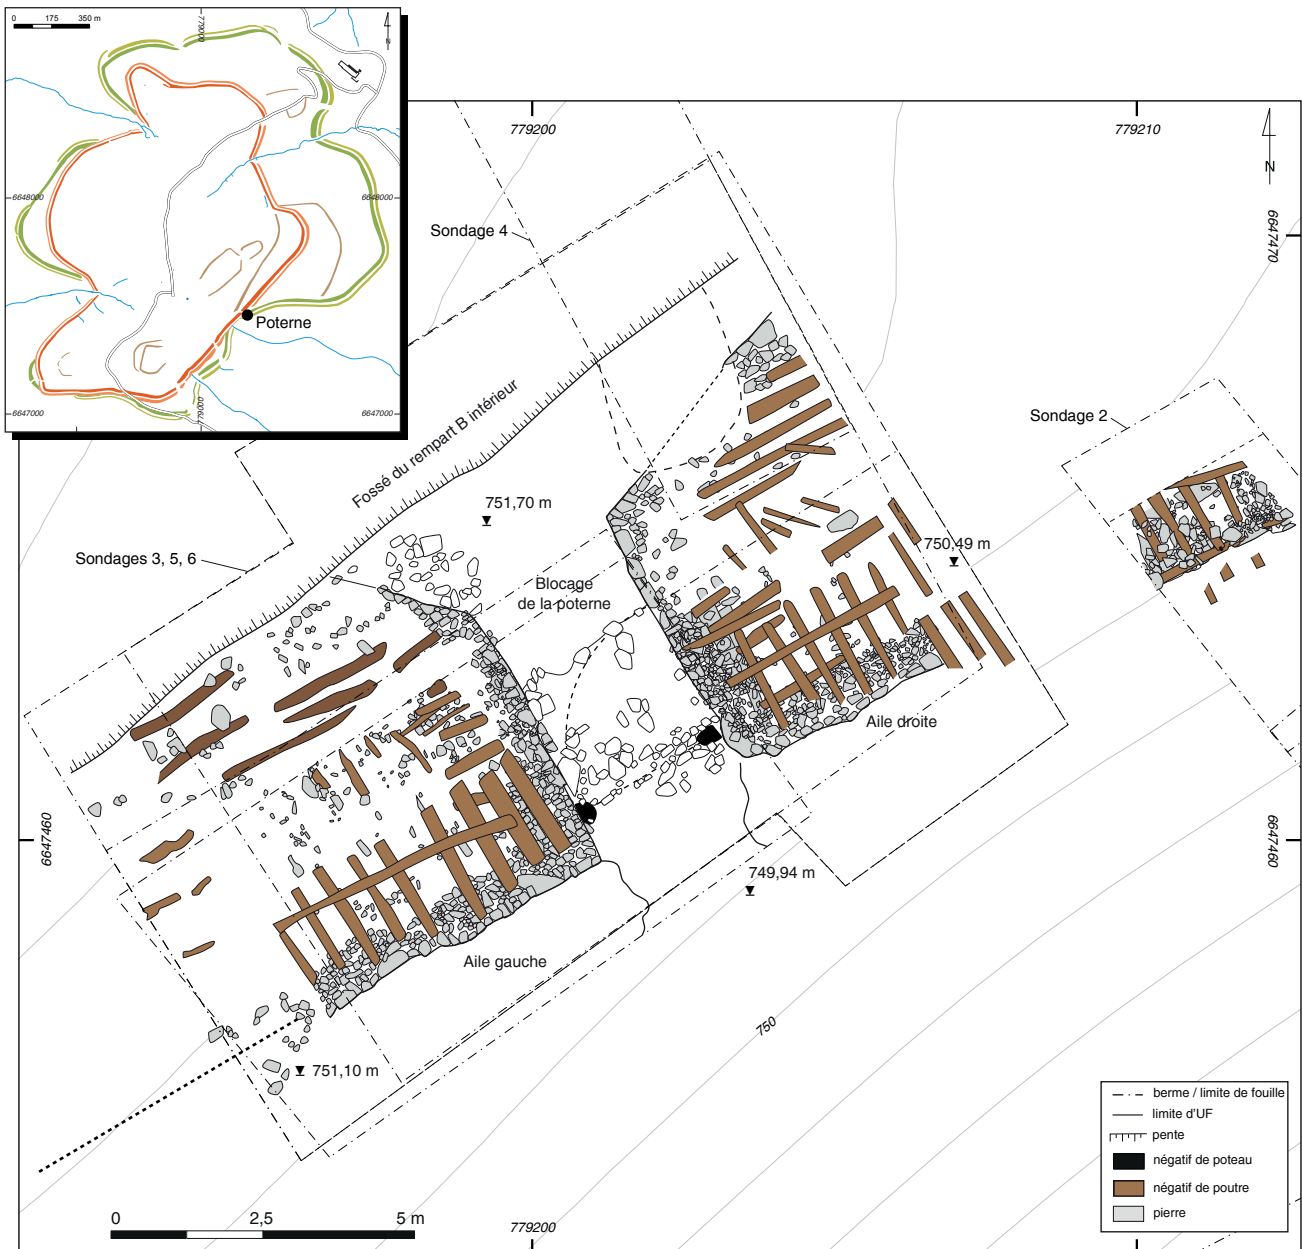 0 175 350 m
779000
N
6648000
6648000
Poterne
6647000
779000
6647000
779200
779210
N
Sondage 4
6647470
Fossé du rempart B intérieur
Sondage 2
751,70 m
Sondages 3, 5, 6
750,49 m
Blocage
de la poterne
Aile droite
6647460
6647460
749,94 m
Aile gauche
750
751,10 m
berme / limite de fouille
limite d'UF
pente
négatif de poteau
négatif de poutre
pierre
0 2,5 5 m
779200